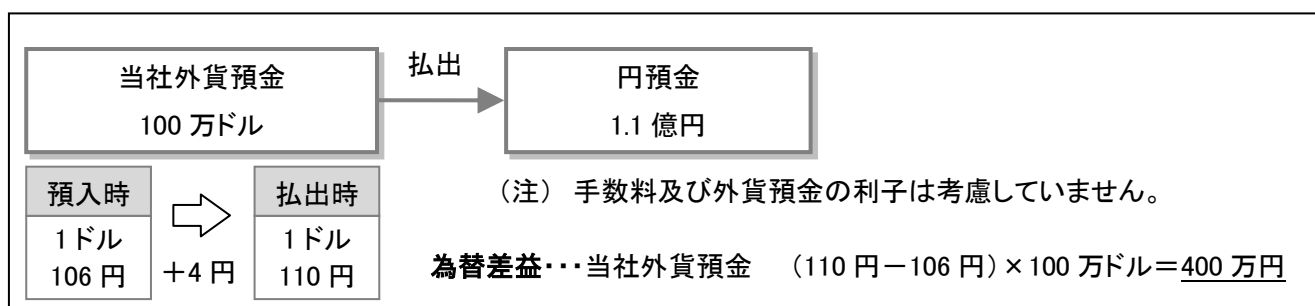 当社外貨預金
100 万ドル
払出
円預金
1.1 億円
預入時
1ドル
106 円
+4 円
払出時
1ドル
110 円
(注) 手数料及び外貨預金の利子は考慮していません。
為替差益・・・当社外貨預金 (110 円-106 円)×100 万ドル=400 万円